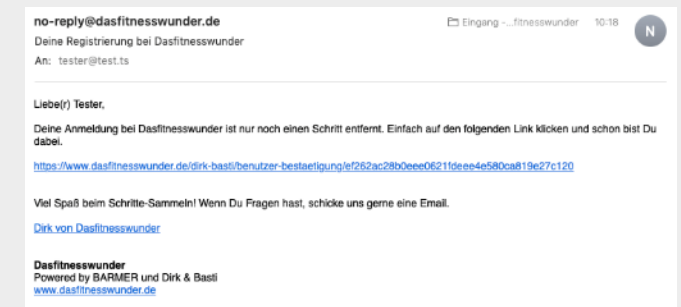 no-reply@dasfitnesswunder.de
Eingang -...fitnesswunder 10:18
N
Deine Registrierung bei Dasfitnesswunder
An: tester@test.ts
Liebe(r) Tester,
Deine Anmeldung bei Dasfitnesswunder ist nur noch einen Schritt entfernt. Einfach auf den folgenden Link klicken und schon bist Du
dabei.
https://www.dasfitnesswunder.de/dirk-basti/benutzer-bestaetigung/ef262ac28b0eee0621fdeee4e580ca819e27c120
Viel Spaß beim Schritte-Sammeln! Wenn Du Fragen hast, schicke uns gerne eine Email.
Dirk von Dasfitnesswunder
Dasfitnesswunder
Powered by BARMER und Dirk & Basti
www.dasfitnesswunder.de